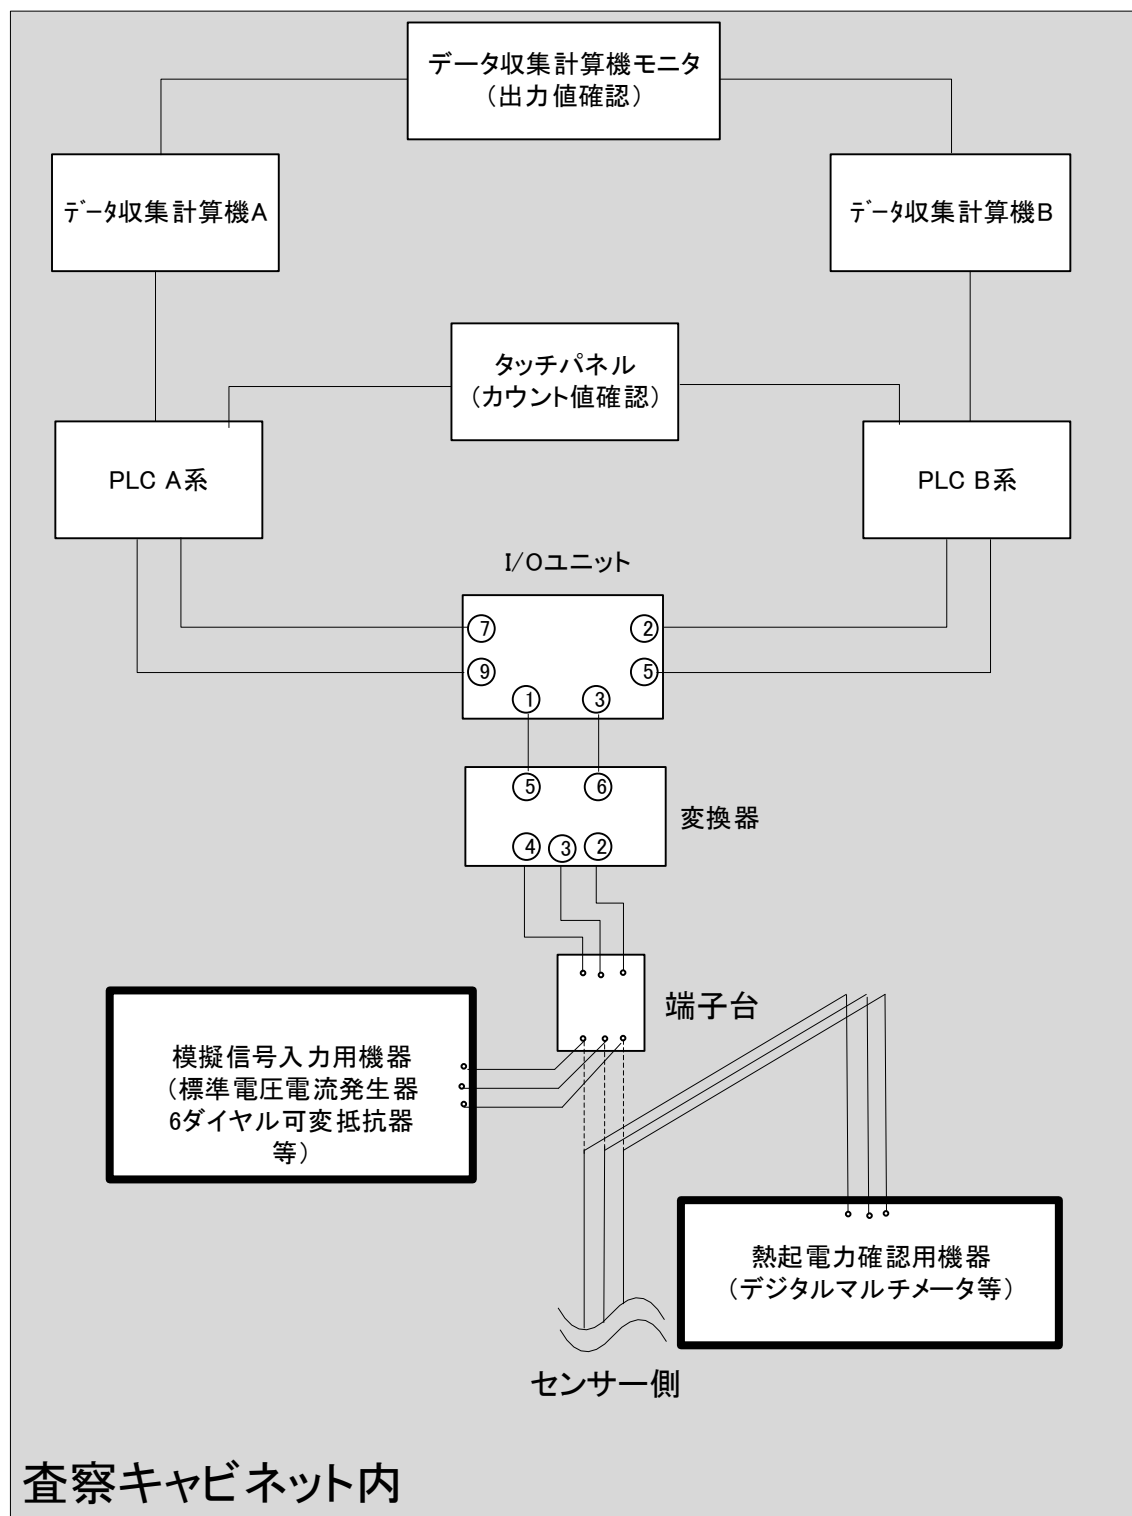 データ収集計算機モニタ
（出力値確認）
ﾃﾞｰﾀ収集計算機A
ﾃﾞｰﾀ収集計算機B
タッチパネル
（カウント値確認）
PLC A系
PLC B系
I/Oユニット
⑦
②
⑨
⑤
①
③
⑤
⑥
変換器
④
③
②
端子台
模擬信号入力用機器
（標準電圧電流発生器
6ダイヤル可変抵抗器
等）
熱起電力確認用機器
（デジタルマルチメータ等）
センサー側
査察キャビネット内